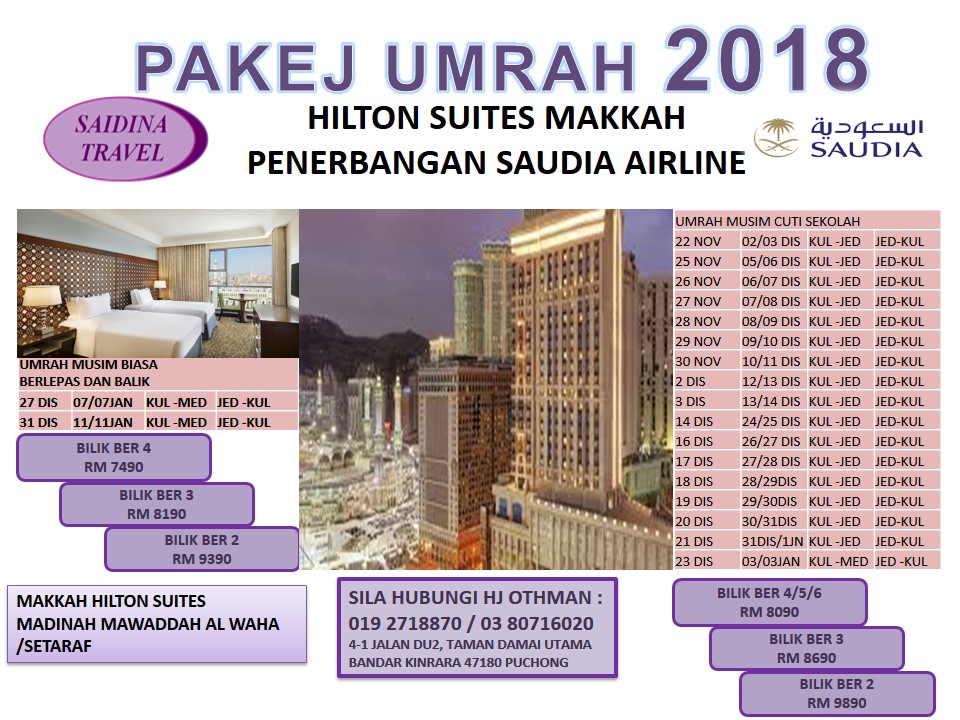 PAKEJ UMRAH 2018
SAIDINA
TRAVEL
HILTON SUITES MAKKAH
PENERBANGAN SAUDIA AIRLINE
السعودية
SAUDIA
UMRAH MUSIM BIASA
BERLEPAS DAN BALIK
27 DIS 07/07JAN KUL -MED JED -KUL
31 DIS 11/11JAN KUL -MED JED -KUL
BILIK BER 4
RM 7490
BILIK BER 3
RM 8190
BILIK BER 2
RM 9390
MAKKAH HILTON SUITES
MADINAH MAWADDAH AL WAHA
/SETARAF
SILA HUBUNGI HJ OTHMAN :
019 2718870 / 03 80716020
4-1 JALAN DU2, TAMAN DAMAI UTAMA
BANDAR KINRARA 47180 PUCHONG
UMRAH MUSIM CUTI SEKOLAH
22 NOV 02/03 DIS KUL -JED JED-KUL
25 NOV 05/06 DIS KUL -JED JED-KUL
26 NOV 06/07 DIS KUL -JED JED-KUL
27 NOV 07/08 DIS KUL -JED JED-KUL
28 NOV 08/09 DIS KUL -JED JED-KUL
29 NOV 09/10 DIS KUL -JED JED-KUL
30 NOV 10/11 DIS KUL -JED JED-KUL
2 DIS 12/13 DIS KUL -JED JED-KUL
3 DIS 13/14 DIS KUL -JED JED-KUL
14 DIS 24/25 DIS KUL -JED JED-KUL
16 DIS 26/27 DIS KUL -JED JED-KUL
17 DIS 27/28 DIS KUL -JED JED-KUL
18 DIS 28/29DIS KUL -JED JED-KUL
19 DIS 29/30DIS KUL -JED JED-KUL
20 DIS 30/31DIS KUL -JED JED-KUL
21 DIS 31DIS/1JN KUL -JED JED-KUL
23 DIS 03/03JAN KUL -MED JED -KUL
BILIK BER 4/5/6
RM 8090
BILIK BER 3
RM 8690
BILIK BER 2
RM 9890